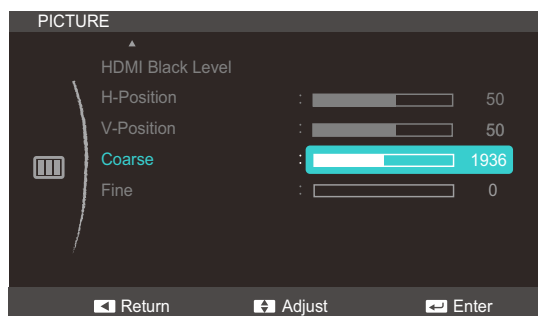 PICTURE
HDMI Black Level
H-Position : 50
V-Position : 50
Coarse : 1936
Fine : 0
Return Adjust Enter